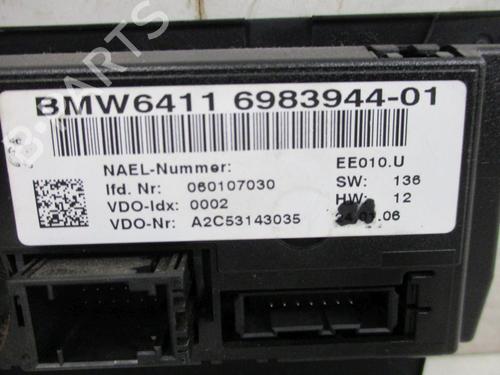 BMW6411 6983944-01
NAEL-Nummer:
EE010.U
lfd. Nr: 060107030
SW: 136
VDO-Idx: 0002
HW: 12
VDO-Nr: A2C53143035
.06
B-PARTS